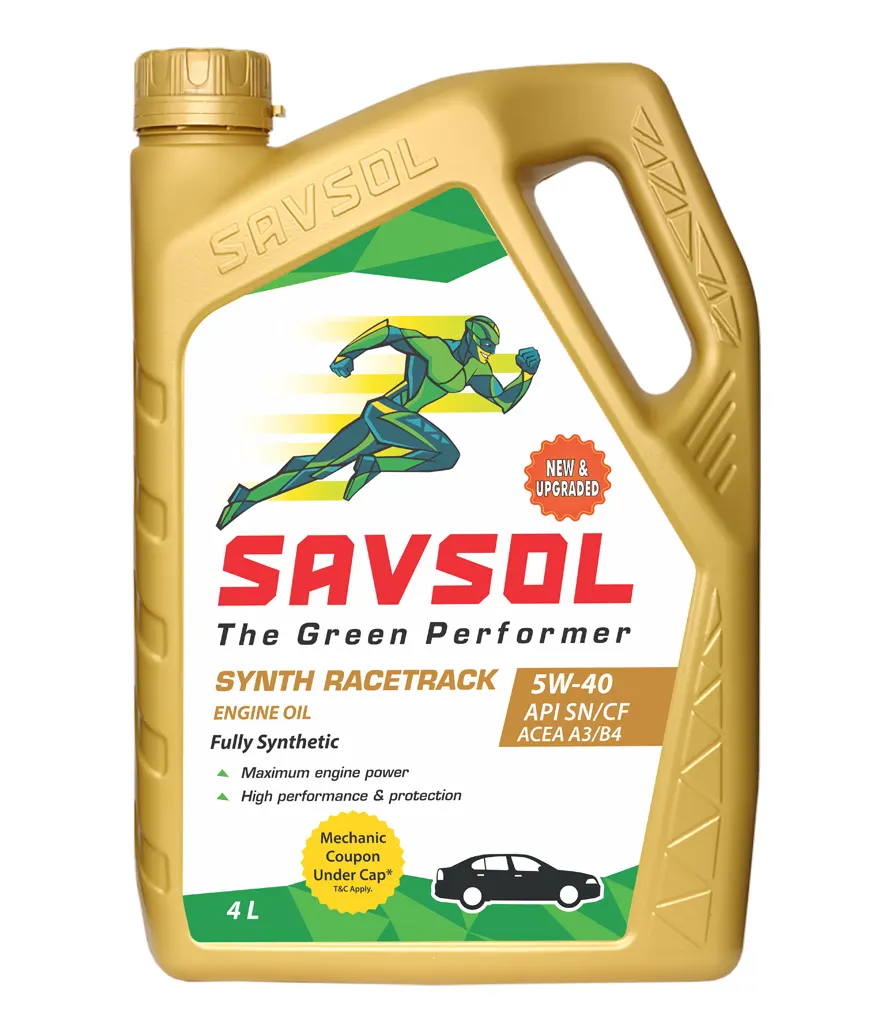 SAVSOL
NEW &
UPGRADED
SAVSOL
The Green Performer
SYNTH RACETRACK
ENGINE OIL
Fully Synthetic
5W-40
API SN/CF
ACEA A3/B4
Maximum engine power
High performance & protection
Mechanic
Coupon
Under Cap*
T&C Apply.
4 L